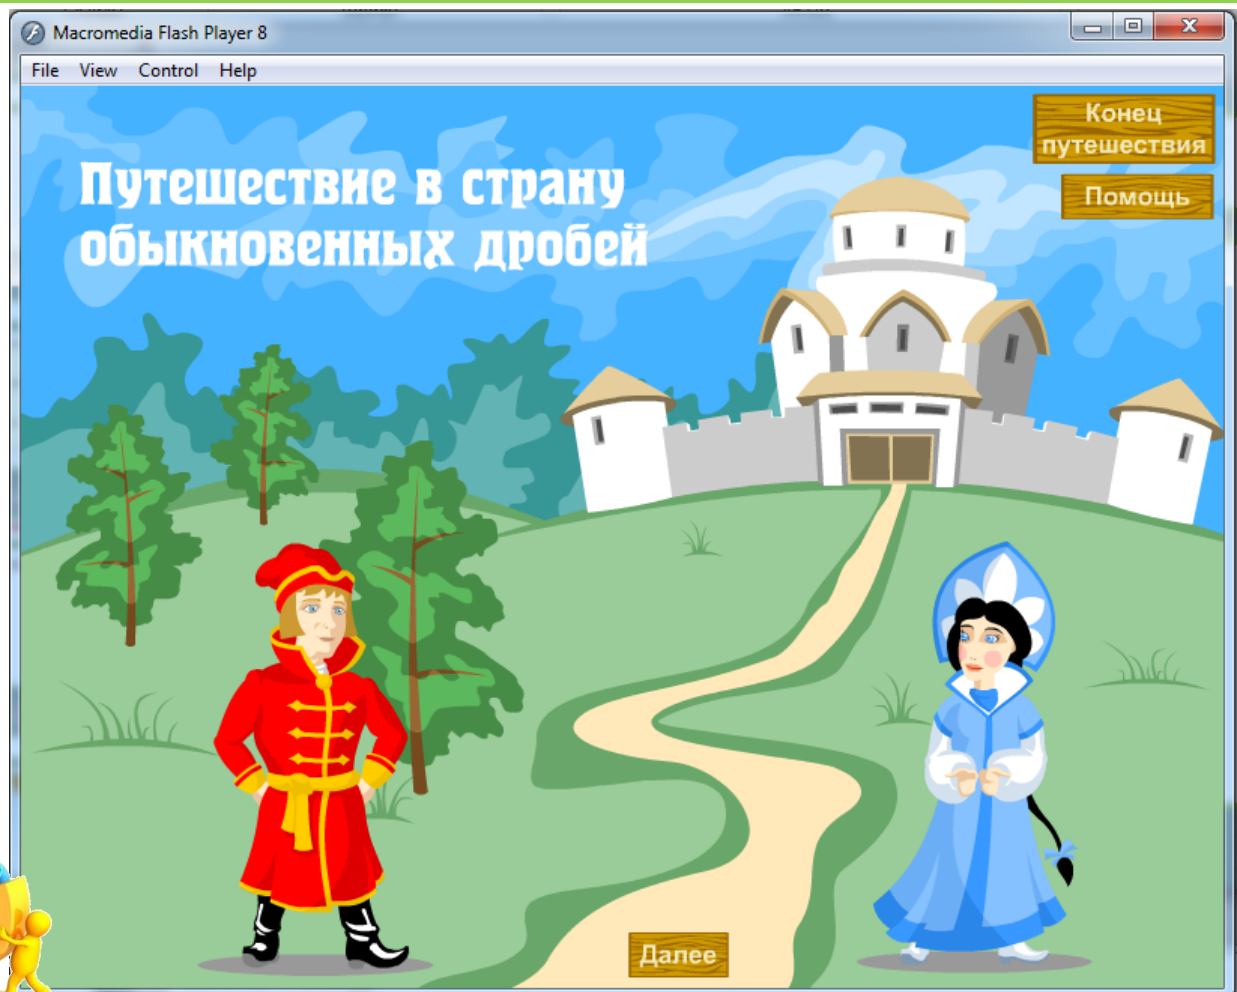 Macromedia Flash Player 8
File View Control Help
Путешествие в страну
обыкновенных дробей
Конец
путешествия
Помощь
Далее